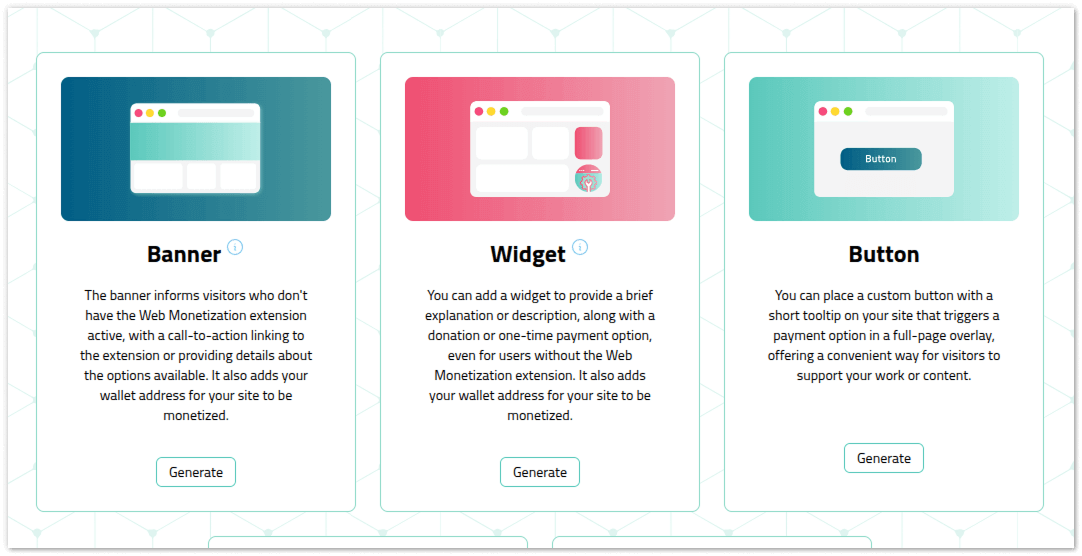 Button
Banner
The banner informs visitors who don't
have the Web Monetization extension
active, with a call-to-action linking to
the extension or providing details about
the options available. It also adds your
wallet address for your site to be
monetized.
Generate
Widget
You can add a widget to provide a brief
explanation or description, along with a
donation or one-time payment option,
even for users without the Web
Monetization extension. It also adds
your wallet address for your site to be
monetized.
Generate
Button
You can place a custom button with a
short tooltip on your site that triggers a
payment option in a full-page overlay,
offering a convenient way for visitors to
support your work or content.
Generate